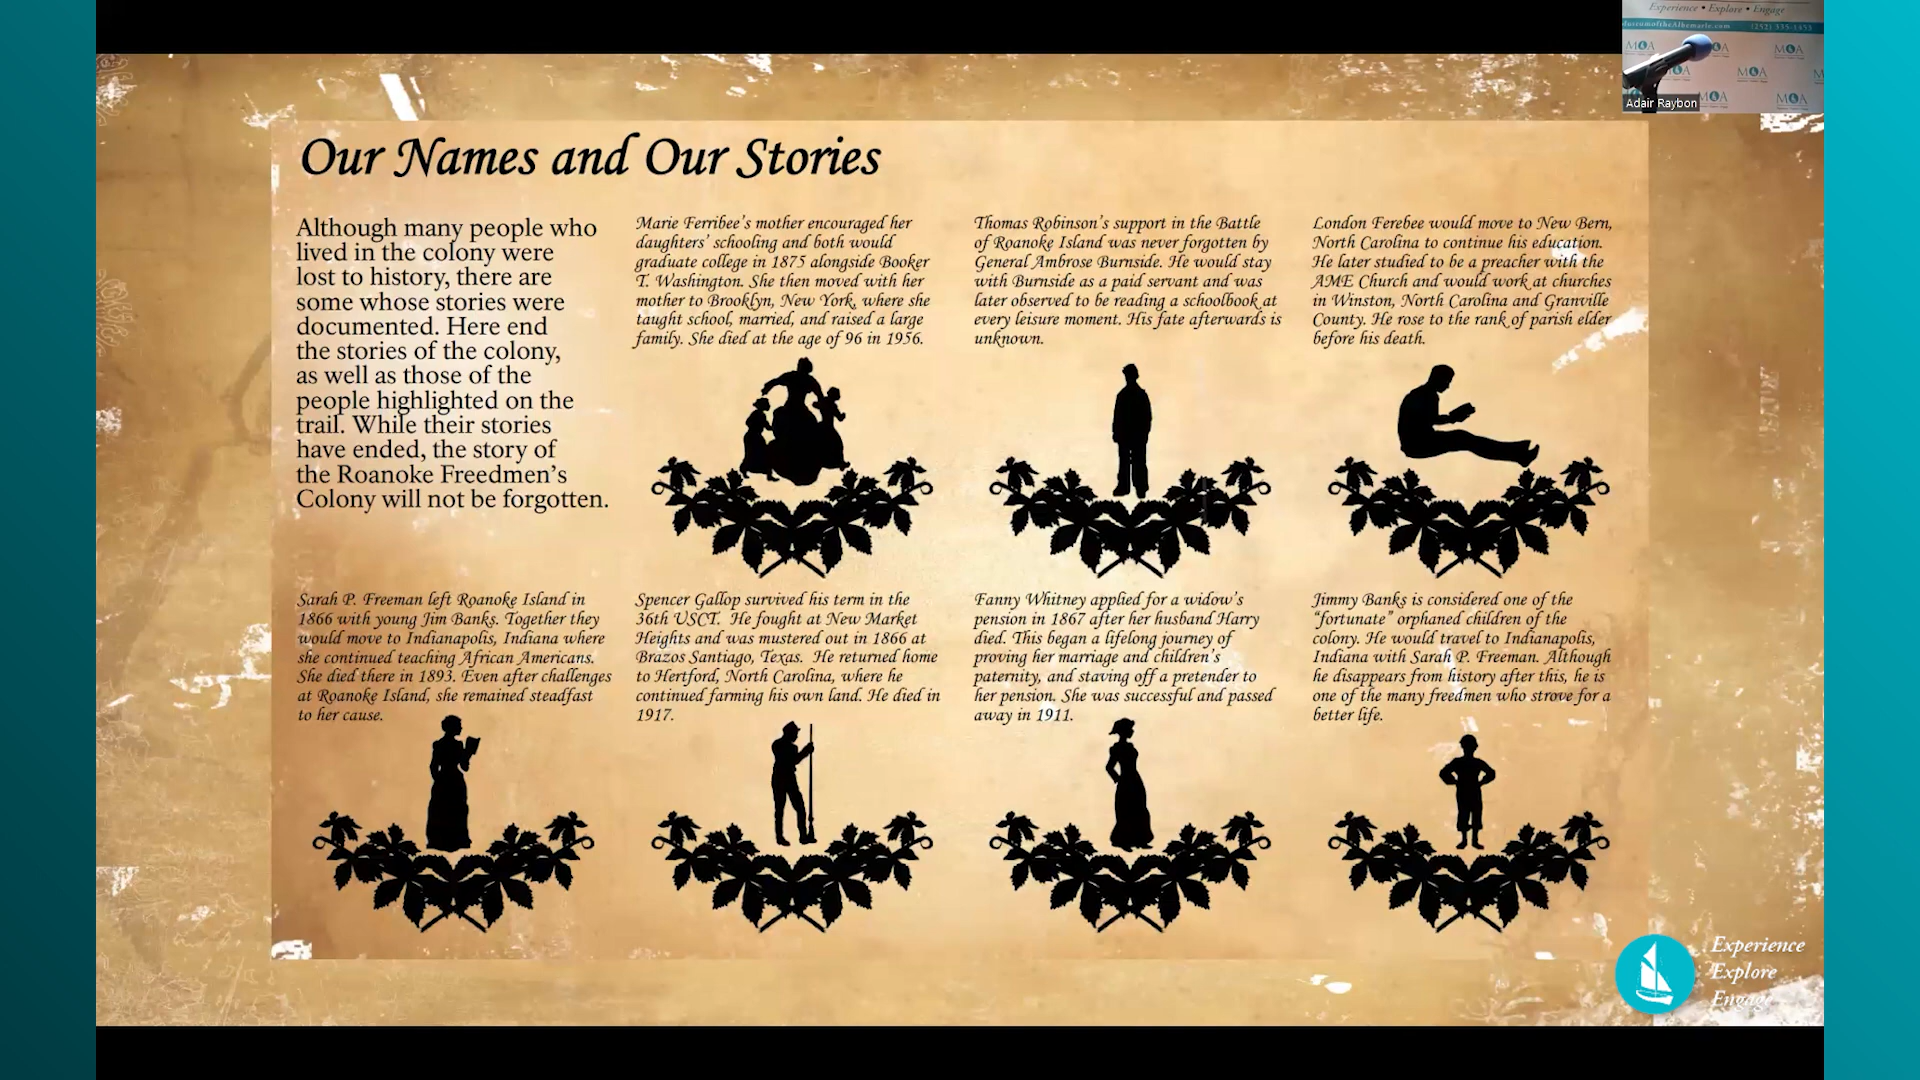 Experience • Explore • Engage
MuseumoftheAlbemarle.com (252) 335-1453
MOA
MOA
MOA
MOA
MOA
MOA
Adair Raybon
Our Names and Our Stories
Although many people who
lived in the colony were
lost to history, there are
some whose stories were
documented. Here end
the stories of the colony,
as well as those of the
people highlighted on the
trail. While their stories
have ended, the story of
the Roanoke Freedmen's
Colony will not be forgotten.
Marie Ferribee's mother encouraged her
daughters' schooling and both would
graduate college in 1875 alongside Booker
T. Washington. She then moved with her
mother to Brooklyn, New York, where she
taught school, married, and raised a large
family. She died at the age of 96 in 1956.
Thomas Robinson's support in the Battle
of Roanoke Island was never forgotten by
General Ambrose Burnside. He would stay
with Burnside as a paid servant and was
later observed to be reading a schoolbook at
every leisure moment. His fate afterwards is
unknown.
London Ferebee would move to New Bern,
North Carolina to continue his education.
He later studied to be a preacher with the
AME Church and would work at churches
in Winston, North Carolina and Granville
County. He rose to the rank of parish elder
before his death.
Sarah P. Freeman left Roanoke Island in
1866 with young Jim Banks. Together they
would move to Indianapolis, Indiana where
she continued teaching African Americans.
She died there in 1893. Even after challenges
at Roanoke Island, she remained steadfast
to her cause.
Spencer Gallop survived his term in the
36th USCT. He fought at New Market
Heights and was mustered out in 1866 at
Brazos Santiago, Texas. He returned home
to Hertford, North Carolina, where he
continued farming his own land. He died in
1917.
Fanny Whitney applied for a widow's
pension in 1867 after her husband Harry
died. This began a lifelong journey of
proving her marriage and children's
paternity, and staving off a pretender to
her pension. She was successful and passed
away in 1911.
Jimmy Banks is considered one of the
"fortunate" orphaned children of the
colony. He would travel to Indianapolis,
Indiana with Sarah P. Freeman. Although
he disappears from history after this, he is
one of the many freedmen who strove for a
better life.
Experience
Explore
Engage